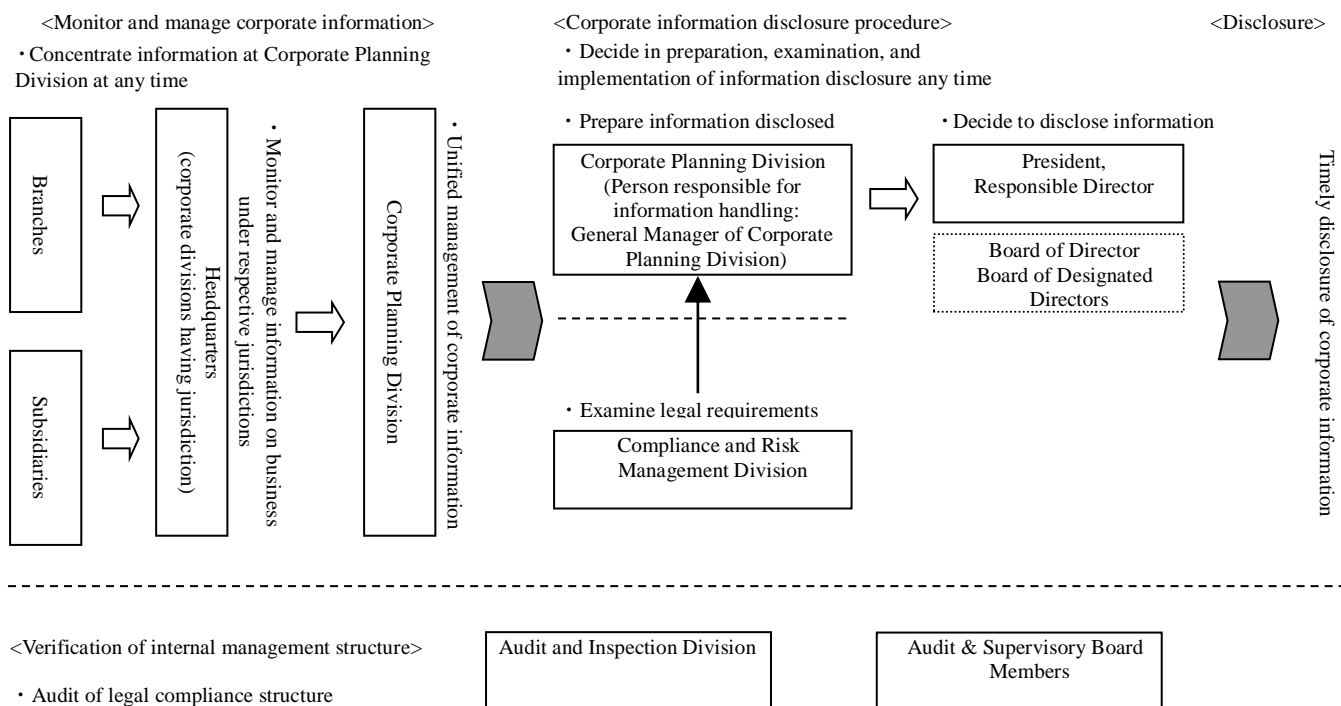 <Monitor and manage corporate information>
・Concentrate information at Corporate Planning
Division at any time
Branches
Subsidiaries
Headquarters
(corporate divisions having jurisdiction)
・Monitor and manage information on business
under respective jurisdictions
Corporate Planning Division
・Unified management of corporate information
<Corporate information disclosure procedure>
・Decide in preparation, examination, and
implementation of information disclosure any time
・Prepare information disclosed
Corporate Planning Division
(Person responsible for
information handling:
General Manager of Corporate
Planning Division)
・Examine legal requirements
Compliance and Risk
Management Division
・Decide to disclose information
President,
Responsible Director
Board of Director
Board of Designated
Directors
<Disclosure>
Timely disclosure of corporate information
<Verification of internal management structure>
・Audit of legal compliance structure
Audit and Inspection Division
Audit & Supervisory Board
Members